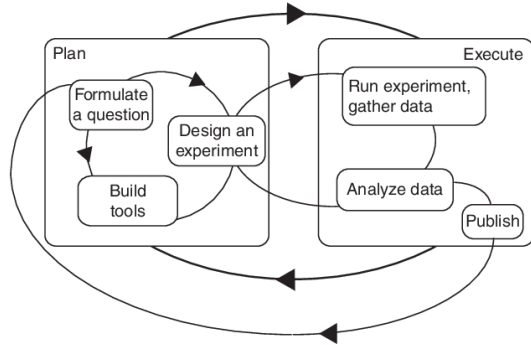 Plan
Execute
Formulate
a question
Design an
experiment
Build
tools
Run experiment,
gather data
Analyze data
Publish